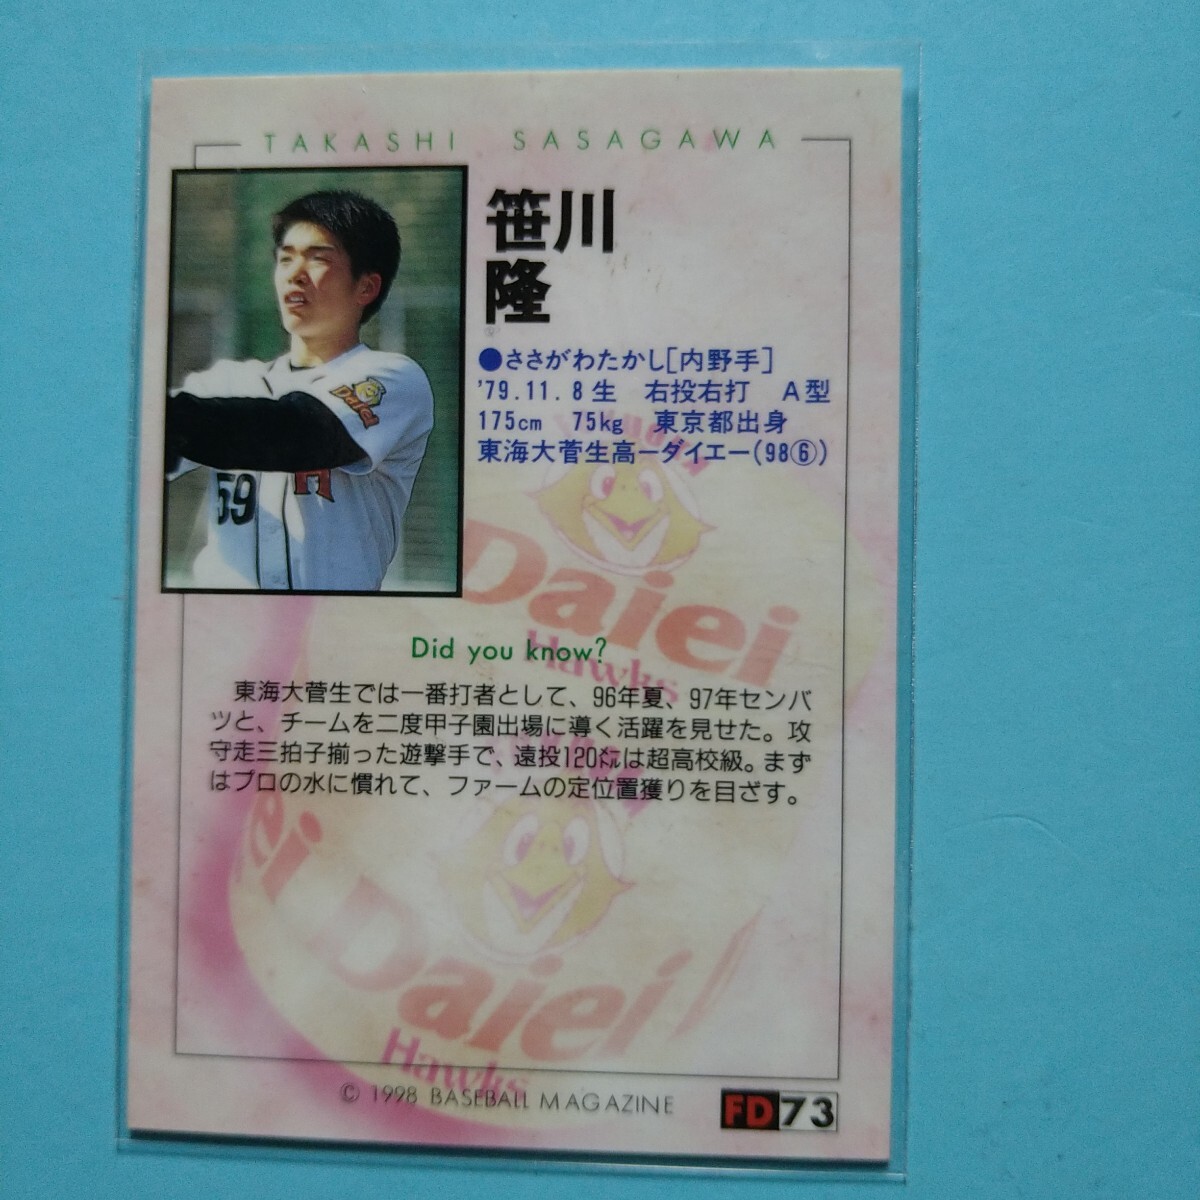 TAKASHI SASAGAWA
笹川
隆
●ささがわたかし[内野手]
'79.11.8生 右投右打 A型
175cm 75kg 東京都出身
東海大菅生高ーダイエー(98⑥)
Daiei
H
59
Daiei
Hawks
Did you know?
東海大菅生では一番打者として、96年夏、97年センバ
ツと、チームを二度甲子園出場に導く活躍を見せた。攻
守走三拍子揃った遊撃手で、遠投120㍍は超高校級。まず
はプロの水に慣れて、ファームの定位置獲りを目ざす。
ei Daiei
Hawks
© 1998 BASEBALL MAGAZINE
FD73